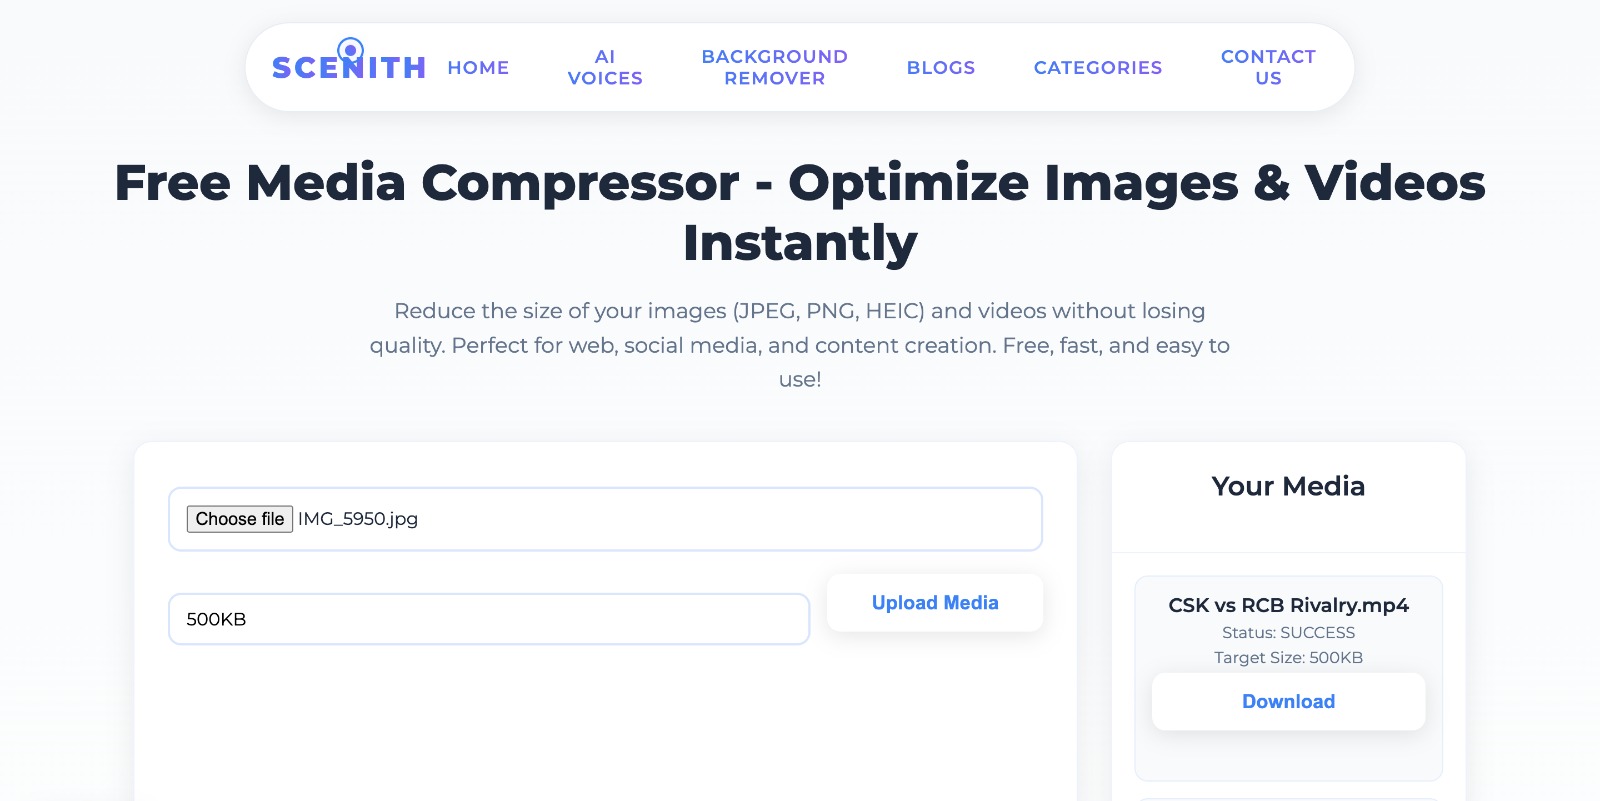 SCENITH
HOME
AI
VOICES
BACKGROUND
REMOVER
BLOGS
CATEGORIES
CONTACT
US
Free Media Compressor - Optimize Images & Videos
Instantly
Reduce the size of your images (JPEG, PNG, HEIC) and videos without losing
quality. Perfect for web, social media, and content creation. Free, fast, and easy to
use!
Choose file IMG_5950.jpg
500KB
Upload Media
Your Media
CSK vs RCB Rivalry.mp4
Status: SUCCESS
Target Size: 500KB
Download